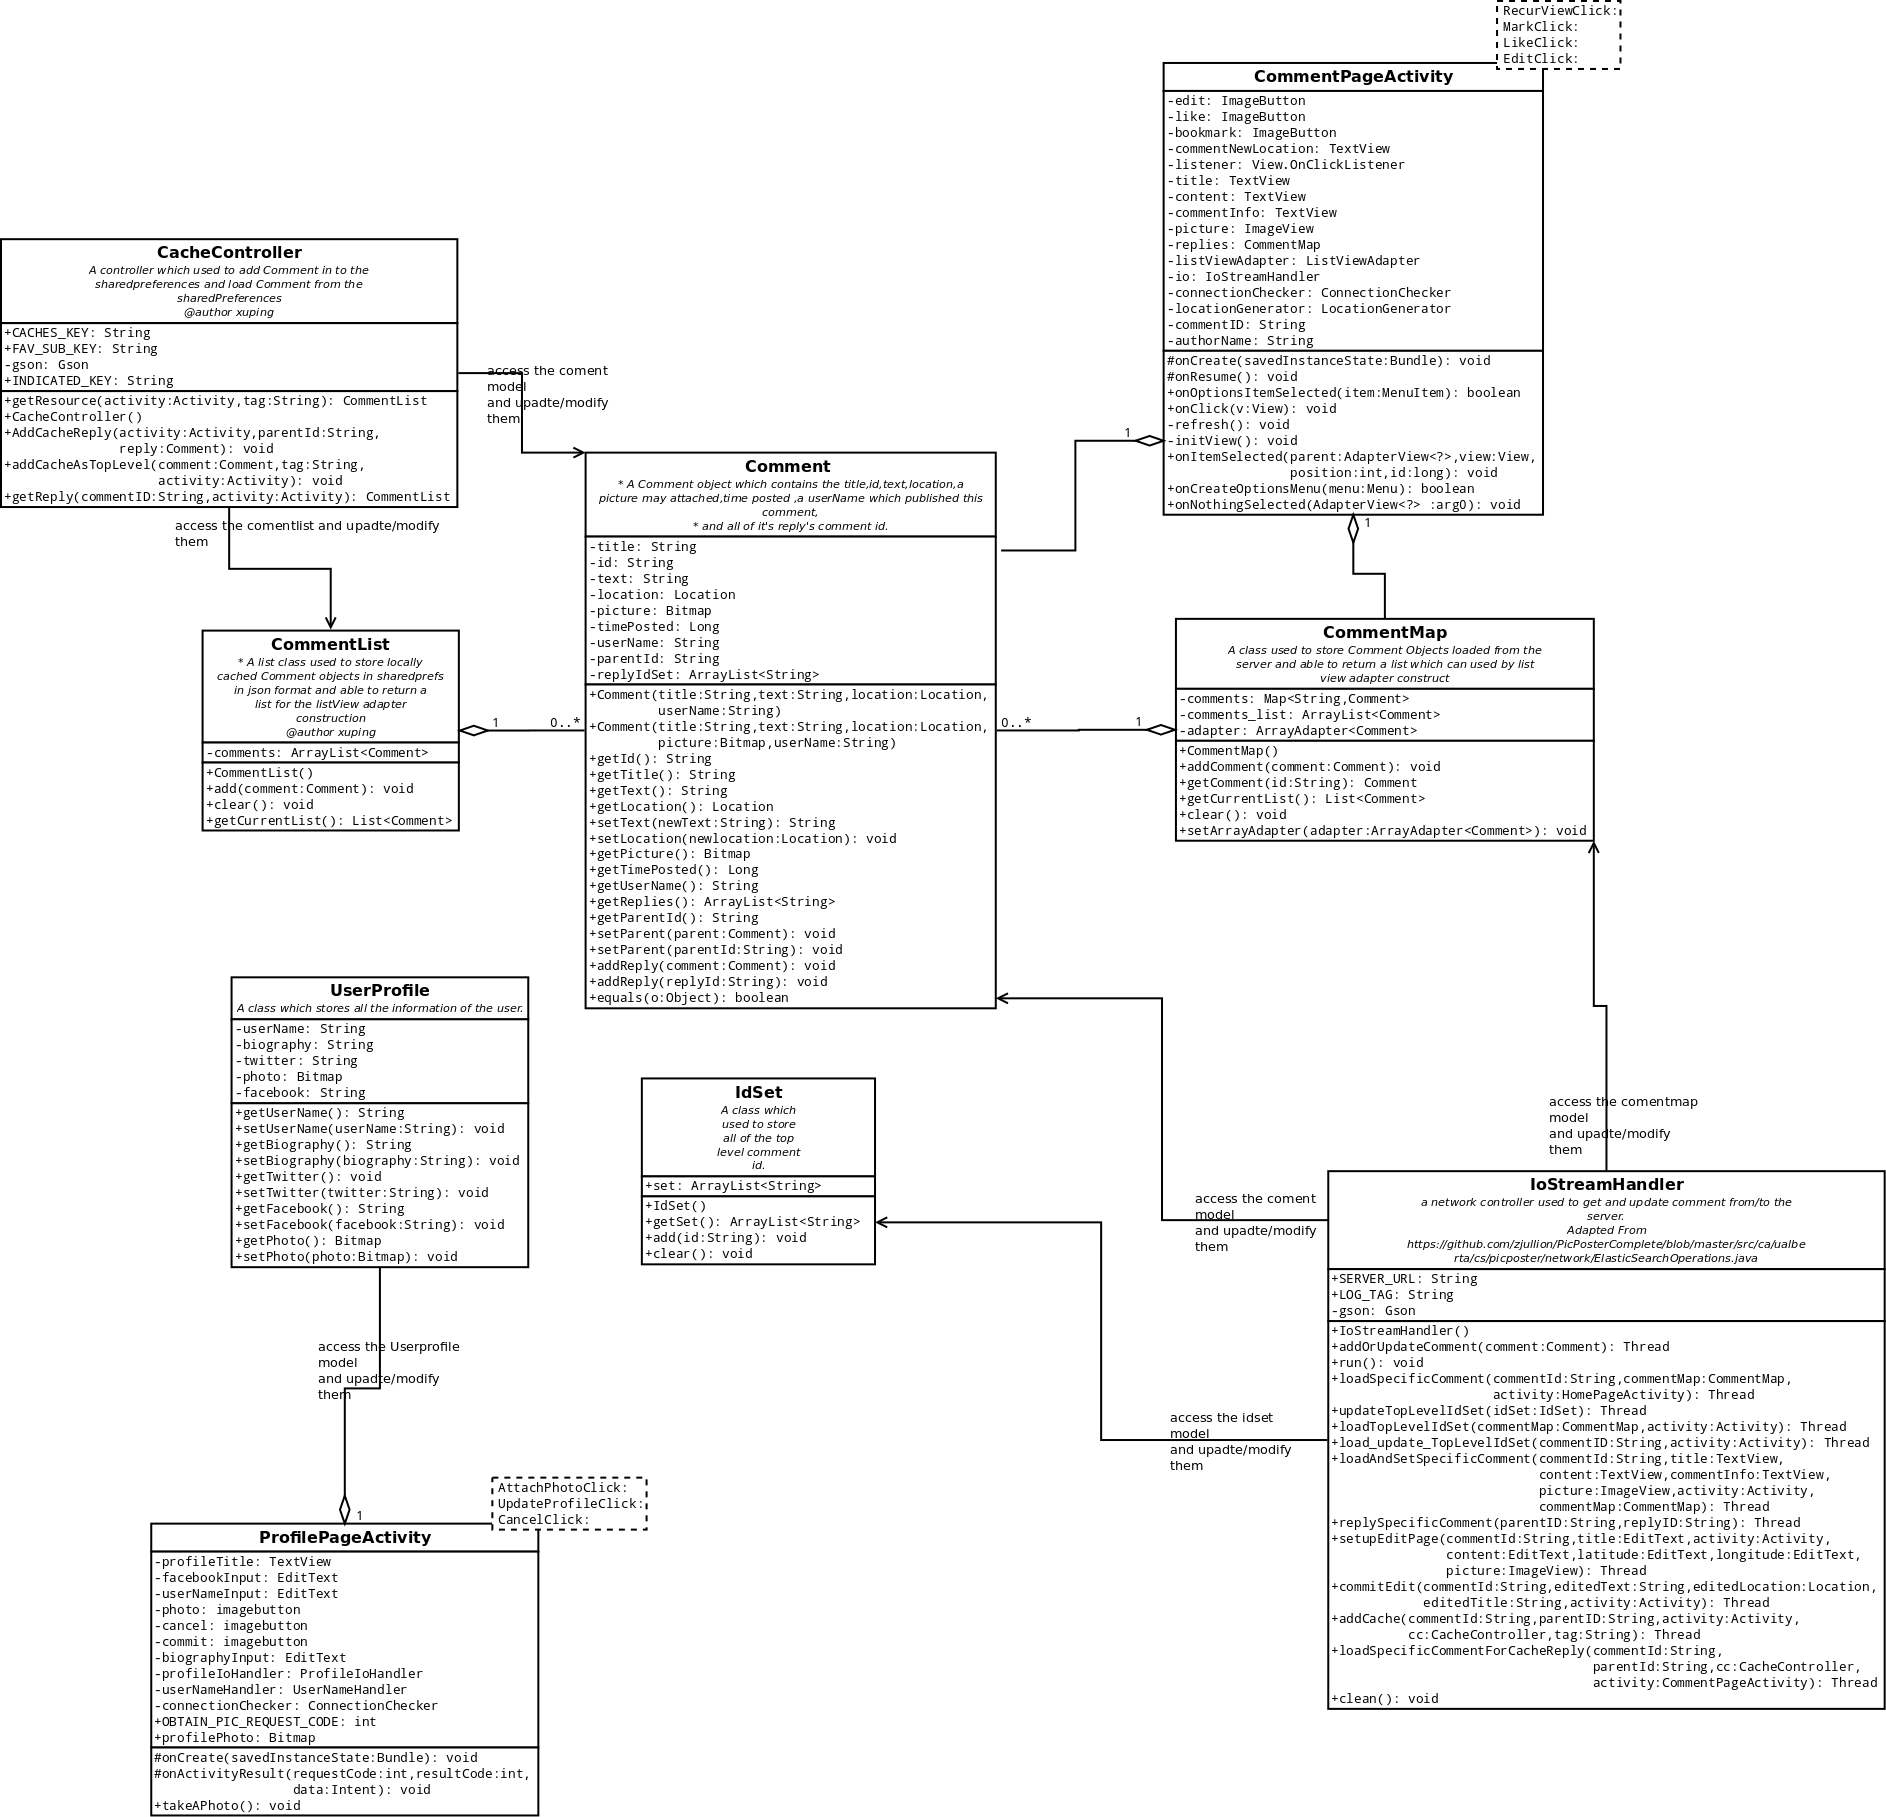 RecurViewClick:
MarkClick:
LikeClick:
EditClick:
CommentPageActivity
-edit: ImageButton
-like: ImageButton
-bookmark: ImageButton
-commentNewLocation: TextView
-listener: View.OnClickListener
-title: TextView
-content: TextView
-commentInfo: TextView
-picture: ImageView
-replies: CommentMap
-listViewAdapter: ListViewAdapter
-io: IoStreamHandler
-connectionChecker: ConnectionChecker
-locationGenerator: LocationGenerator
-commentID: String
-authorName: String
#onCreate(savedInstanceState:Bundle): void
#onResume(): void
+onOptionsItemSelected(item:MenuItem): boolean
+onClick(v:View): void
-refresh(): void
-initView(): void
+onItemSelected(parent:AdapterView<?>,view:View,
position:int,id:long): void
+onCreateOptionsMenu(menu:Menu): boolean
+onNothingSelected(AdapterView<?> :arg0): void
1
1
CacheController
A controller which used to add Comment in to the
sharedpreferences and load Comment from the
sharedPreferences
@author xuping
+CACHES_KEY: String
+FAV_SUB_KEY: String
-gson: Gson
+INDICATED_KEY: String
+getResource(activity:Activity,tag:String): CommentList
+CacheController()
+AddCacheReply(activity:Activity,parentId:String,
reply:Comment): void
+addCacheAsTopLevel(comment:Comment,tag:String,
activity:Activity): void
+getReply(commentID:String,activity:Activity): CommentList
access the coment
model
and upadte/modify
them
access the comentlist and upadte/modify
them
CommentList
* A list class used to store locally
cached Comment objects in sharedprefs
in json format and able to return a
list for the listView adapter
construction
@author xuping
-comments: ArrayList<Comment>
+CommentList()
+add(comment:Comment): void
+clear(): void
+getCurrentList(): List<Comment>
1
0..*
Comment
* A Comment object which contains the title,id,text,location,a
picture may attached,time posted ,a userName which published this
comment,
* and all of it's reply's comment id.
-title: String
-id: String
-text: String
-location: Location
-picture: Bitmap
-timePosted: Long
-userName: String
-parentId: String
-replyIdSet: ArrayList<String>
+Comment(title:String,text:String,location:Location,
userName:String)
+Comment(title:String,text:String,location:Location,
picture:Bitmap,userName:String)
+getId(): String
+getTitle(): String
+getText(): String
+getLocation(): Location
+setText(newText:String): String
+setLocation(newlocation:Location): void
+getPicture(): Bitmap
+getTimePosted(): Long
+getUserName(): String
+getReplies(): ArrayList<String>
+getParentId(): String
+setParent(parent:Comment): void
+setParent(parentId:String): void
+addReply(comment:Comment): void
+addReply(replyId:String): void
+equals(o:Object): boolean
0..*
1
CommentMap
A class used to store Comment Objects loaded from the
server and able to return a list which can used by list
view adapter construct
-comments: Map<String,Comment>
-comments_list: ArrayList<Comment>
-adapter: ArrayAdapter<Comment>
+CommentMap()
+addComment(comment:Comment): void
+getComment(id:String): Comment
+getCurrentList(): List<Comment>
+clear(): void
+setArrayAdapter(adapter:ArrayAdapter<Comment>): void
UserProfile
A class which stores all the information of the user.
-userName: String
-biography: String
-twitter: String
-photo: Bitmap
-facebook: String
+getUserName(): String
+setUserName(userName:String): void
+getBiography(): String
+setBiography(biography:String): void
+getTwitter(): void
+setTwitter(twitter:String): void
+getFacebook(): String
+setFacebook(facebook:String): void
+getPhoto(): Bitmap
+setPhoto(photo:Bitmap): void
IdSet
A class which
used to store
all of the top
level comment
id.
+set: ArrayList<String>
+IdSet()
+getSet(): ArrayList<String>
+add(id:String): void
+clear(): void
access the comentmap
model
and upadte/modify
them
access the coment
model
and upadte/modify
them
access the idset
model
and upadte/modify
them
IoStreamHandler
a network controller used to get and update comment from/to the
server.
Adapted From
https://github.com/zjullion/PicPosterComplete/blob/master/src/ca/ualbe
rta/cs/picposter/network/ElasticSearchOperations.java
+SERVER_URL: String
+LOG_TAG: String
-gson: Gson
+IoStreamHandler()
+addOrUpdateComment(comment:Comment): Thread
+run(): void
+loadSpecificComment(commentId:String,commentMap:CommentMap,
activity:HomePageActivity): Thread
+updateTopLevelIdSet(idSet:IdSet): Thread
+loadTopLevelIdSet(commentMap:CommentMap,activity:Activity): Thread
+load_update_TopLevelIdSet(commentID:String,activity:Activity): Thread
+loadAndSetSpecificComment(commentId:String,title:TextView,
content:TextView,commentInfo:TextView,
picture:ImageView,activity:Activity,
commentMap:CommentMap): Thread
+replySpecificComment(parentID:String,replyID:String): Thread
+setupEditPage(commentId:String,title:EditText,activity:Activity,
content:EditText,latitude:EditText,longitude:EditText,
picture:ImageView): Thread
+commitEdit(commentId:String,editedText:String,editedLocation:Location,
editedTitle:String,activity:Activity): Thread
+addCache(commentId:String,parentID:String,activity:Activity,
cc:CacheController,tag:String): Thread
+loadSpecificCommentForCacheReply(commentId:String,
parentId:String,cc:CacheController,
activity:CommentPageActivity): Thread
+clean(): void
access the Userprofile
model
and upadte/modify
them
1
AttachPhotoClick:
UpdateProfileClick:
CancelClick:
ProfilePageActivity
-profileTitle: TextView
-facebookInput: EditText
-userNameInput: EditText
-photo: imagebutton
-cancel: imagebutton
-commit: imagebutton
-biographyInput: EditText
-profileIoHandler: ProfileIoHandler
-userNameHandler: UserNameHandler
-connectionChecker: ConnectionChecker
+OBTAIN_PIC_REQUEST_CODE: int
+profilePhoto: Bitmap
#onCreate(savedInstanceState:Bundle): void
#onActivityResult(requestCode:int,resultCode:int,
data:Intent): void
+takeAPhoto(): void